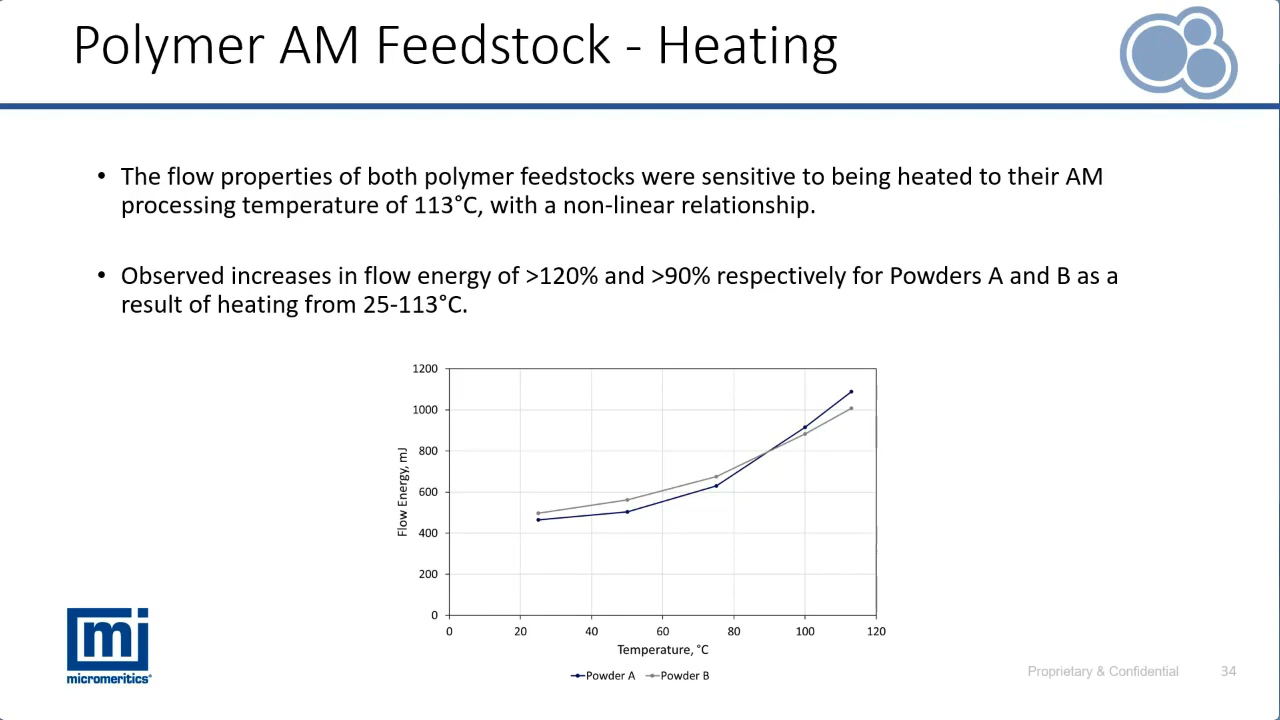 Polymer AM Feedstock - Heating
• The flow properties of both polymer feedstocks were sensitive to being heated to their AM
processing temperature of 113°C, with a non-linear relationship.
• Observed increases in flow energy of >120% and >90% respectively for Powders A and B as a
result of heating from 25-113°C.
1200
1000
800
600
400
200
0
Flow Energy, mJ
0 20 40 60 80 100 120
Temperature, °C
Powder A Powder B
mi
micromeritics®
Proprietary & Confidential 34